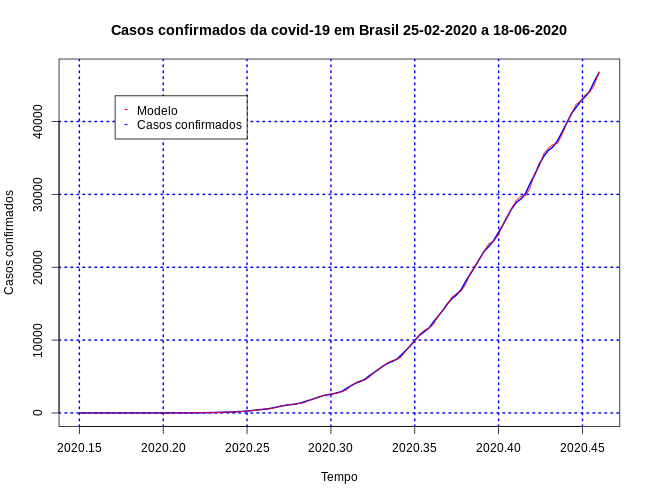 Casos confirmados da covid-19 em Brasil 25-02-2020 a 18-06-2020
Modelo
Casos confirmados
Casos confirmados
40000
30000
20000
10000
0
2020.15 2020.20 2020.25 2020.30 2020.35 2020.40 2020.45
Tempo